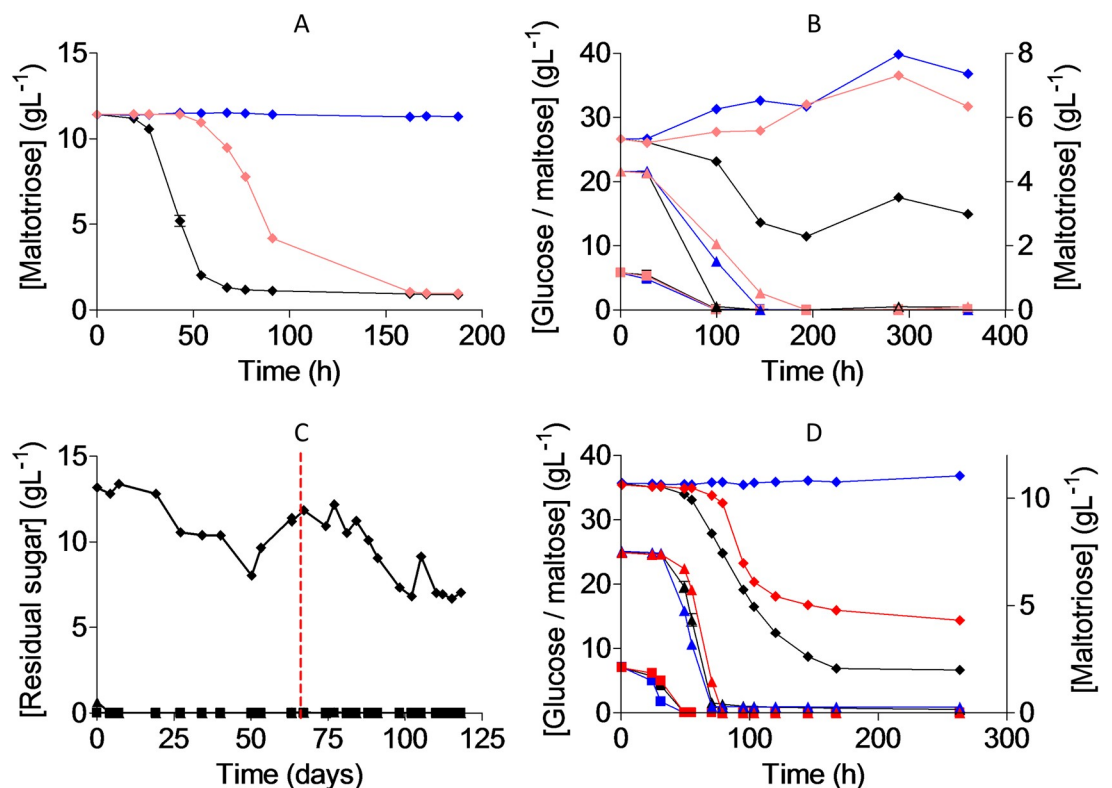 A
[Maltotriose] (gL⁻¹)
15
10
5
0
0 50 100 150 200
Time (h)
B
[Glucose / maltose] (gL⁻¹)
40
30
20
10
0
8
6
4
2
0
[Maltotriose] (gL⁻¹)
0 100 200 300 400
Time (h)
C
[Residual sugar] (gL⁻¹)
15
10
5
0
0 25 50 75 100 125
Time (days)
D
[Glucose / maltose] (gL⁻¹)
40
30
20
10
0
10
5
0
[Maltotriose] (gL⁻¹)
0 100 200 300
Time (h)